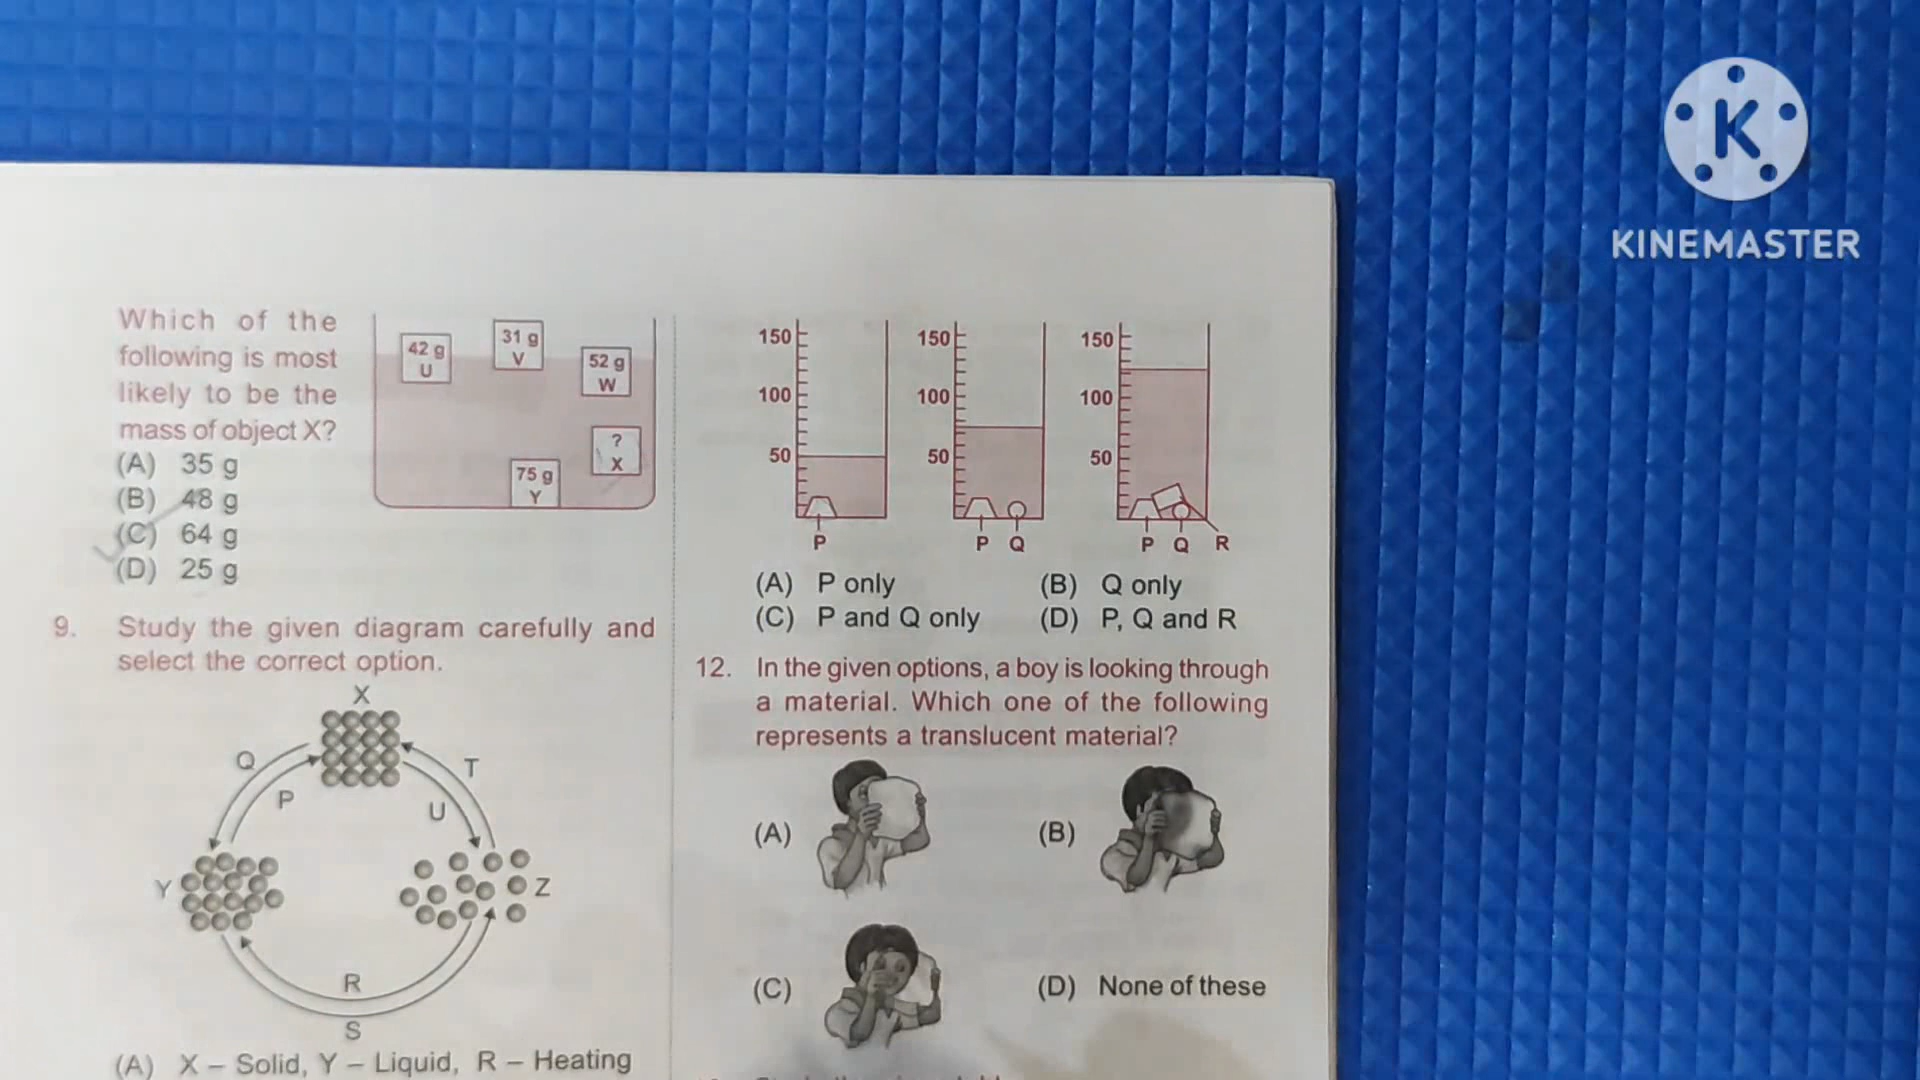 Which of the
following is most
likely to be the
mass of object X?
(A) 35 g
(B) 48 g
(C) 64 g
(D) 25 g
42 g
U
31 g
V
52 g
W
?
X
75 g
Y
9. Study the given diagram carefully and
select the correct option.
X
Q
P
T
U
Y
Z
R
S
(A) X – Solid, Y – Liquid, R – Heating
150
100
50
P
150
100
50
P Q
150
100
50
P Q R
(A) P only (B) Q only
(C) P and Q only (D) P, Q and R
12. In the given options, a boy is looking through
a material. Which one of the following
represents a translucent material?
(A)
(B)
(C)
(D) None of these
K
KINEMASTER